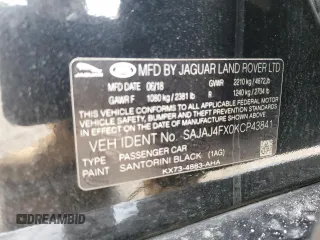 MFD BY JAGUAR LAND ROVER LTD
06/18 GVWR 2210 kg / 4872 lb
GAWR F 1080 kg / 2381 lb R 1240 kg / 2734 lb
THIS VEHICLE CONFORMS TO ALL APPLICABLE
FEDERAL MOTOR VEHICLE SAFETY, BUMPER, AND
THEFT PREVENTION STANDARDS IN EFFECT ON THE
DATE OF MANUFACTURE SHOWN ABOVE
VEH IDENT No SAJAJ4FX0KCP43841
TYPE PASSENGER CAR
PAINT SANTORINI BLACK (1AG)
KX73-4883-AHA
DREAMBID